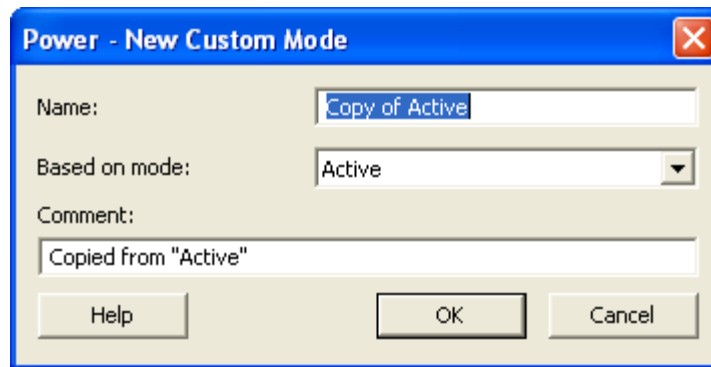 Power - New Custom Mode
Name: Copy of Active
Based on mode: Active
Comment:
Copied from "Active"
Help OK Cancel